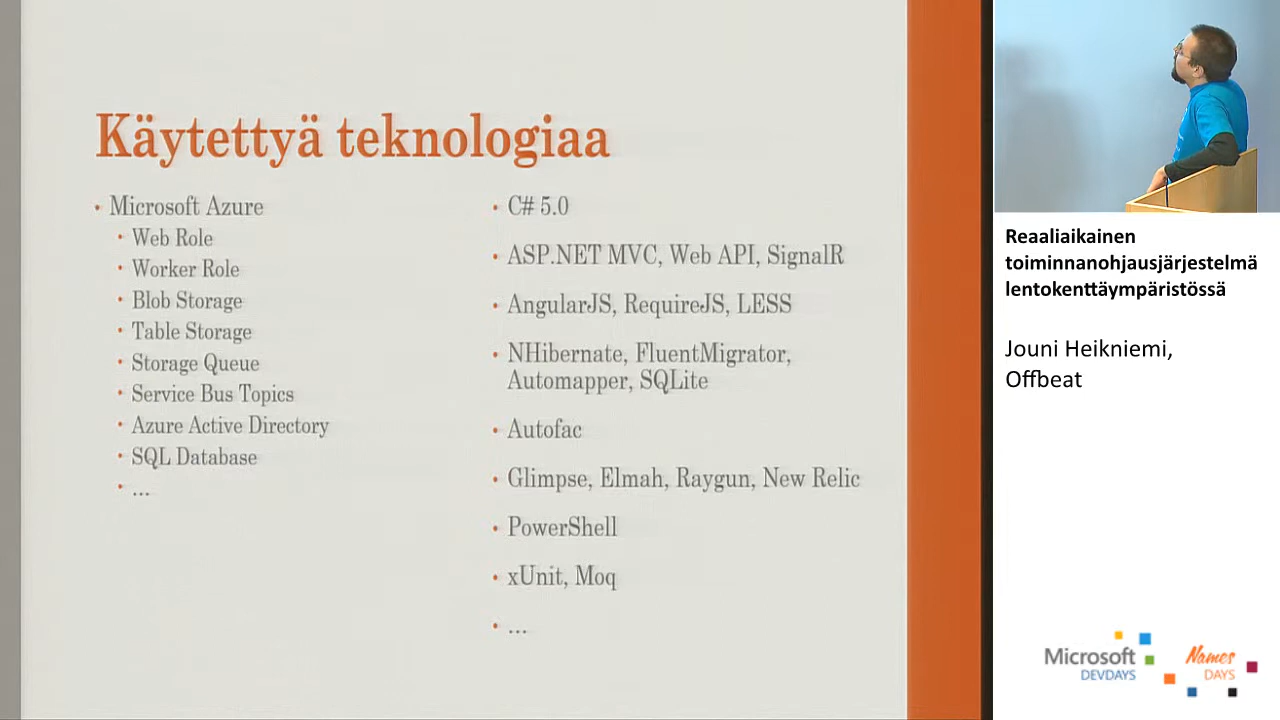 Käytettyä teknologiaa
• Microsoft Azure
• Web Role
• Worker Role
• Blob Storage
• Table Storage
• Storage Queue
• Service Bus Topics
• Azure Active Directory
• SQL Database
• ...
• C# 5.0
• ASP.NET MVC, Web API, SignalR
• AngularJS, RequireJS, LESS
• NHibernate, FluentMigrator,
Automapper, SQLite
• Autofac
• Glimpse, Elmah, Raygun, New Relic
• PowerShell
• xUnit, Moq
• ...
Reaaliaikainen
toiminnanohjausjärjestelmä
lentokenttäympäristössä
Jouni Heikniemi,
Offbeat
Microsoft
DEVDAYS
Names
DAYS